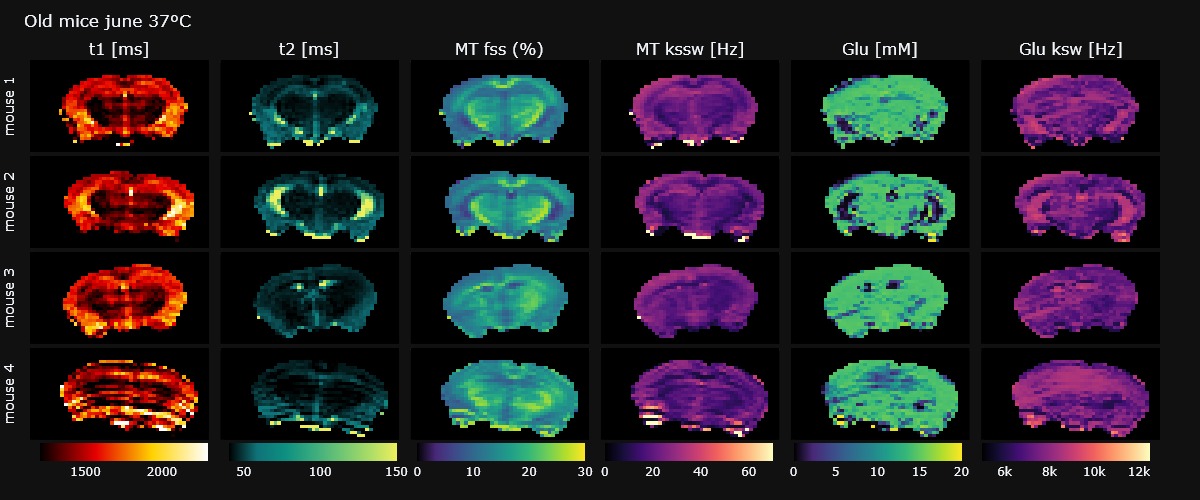 Old mice june 37ºC
t1 [ms] t2 [ms] MT fss (%) MT kssw [Hz] Glu [mM] Glu ksw [Hz]
mouse 1
mouse 2
mouse 3
mouse 4
1500 2000 50 100 150 0 10 20 30 0 20 40 60 0 5 10 15 20 6k 8k 10k 12k